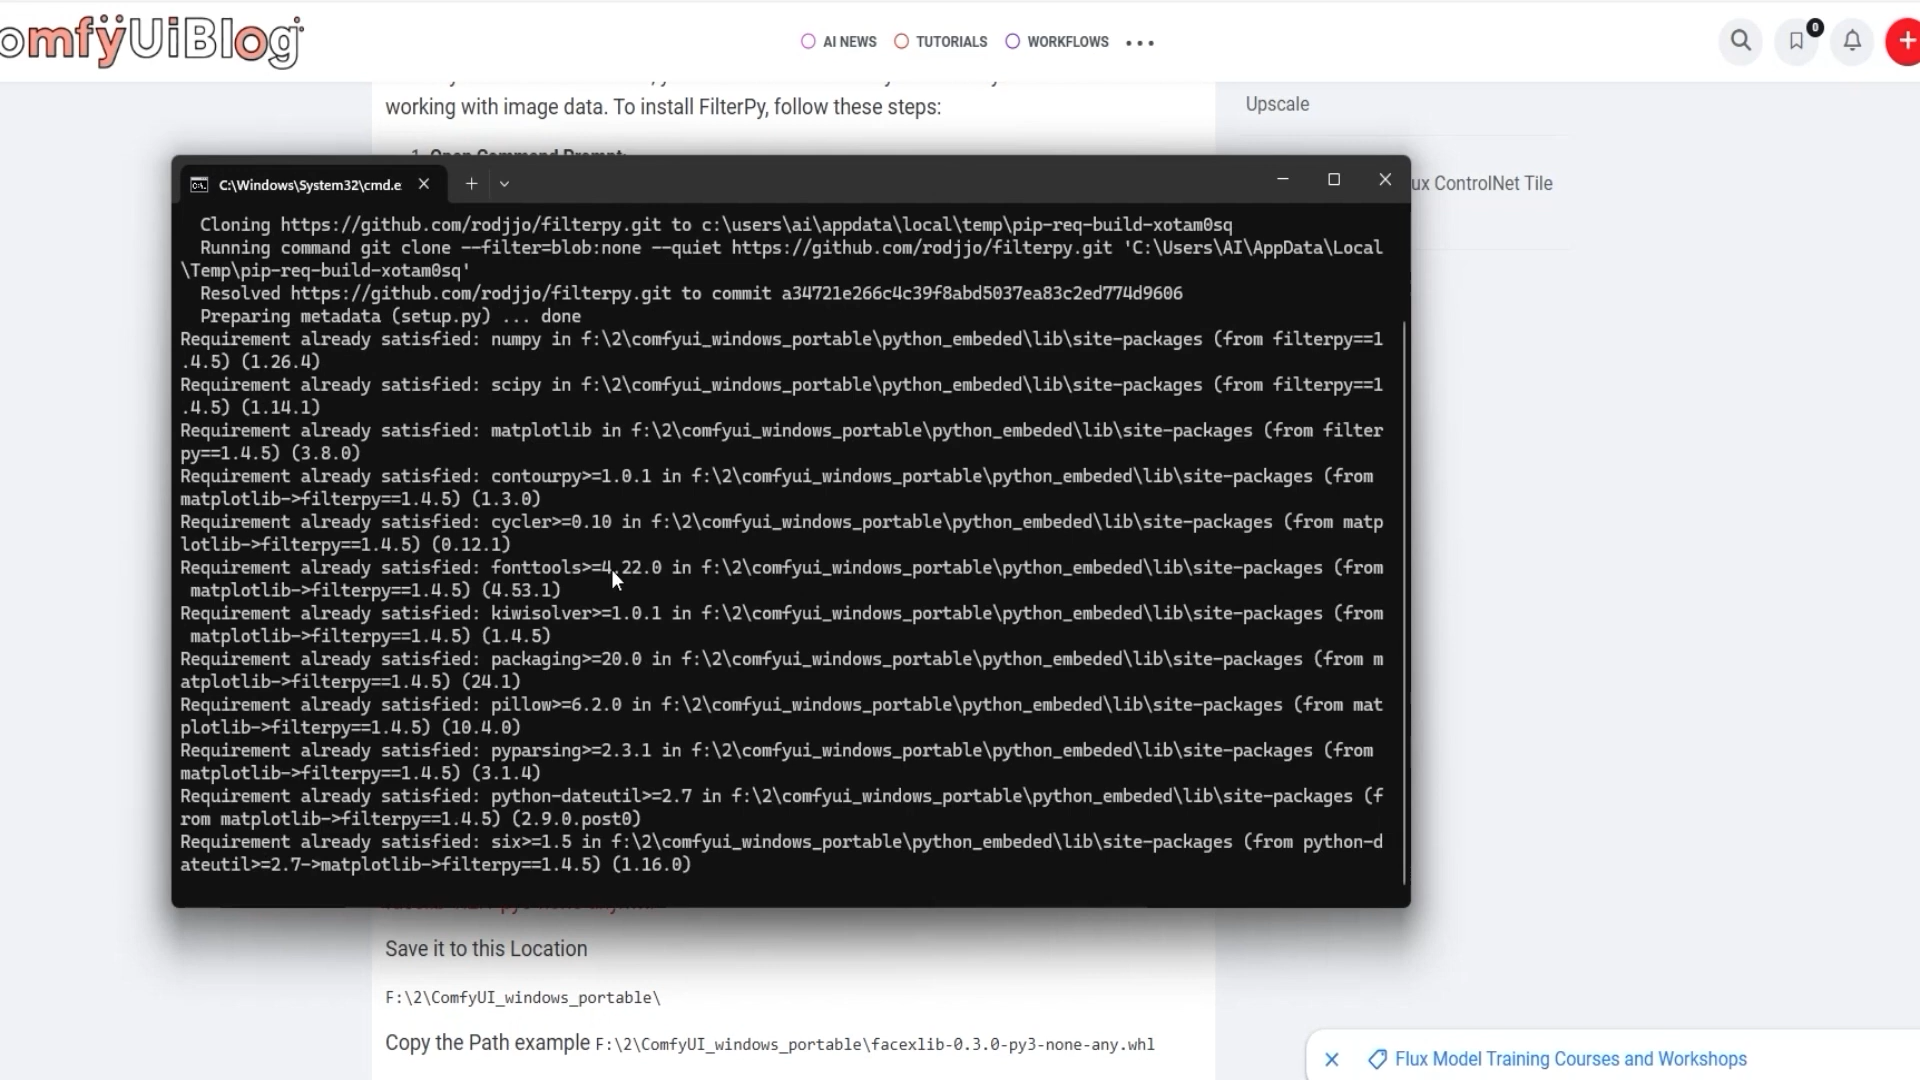 omfÿUiBlog
AI NEWS TUTORIALS WORKFLOWS
0
working with image data. To install FilterPy, follow these steps:
Upscale
1. Open Command Prompt:
C:\Windows\System32\cmd.e
ux ControlNet Tile
Cloning https://github.com/rodjjo/filterpy.git to c:\users\ai\appdata\local\temp\pip-req-build-xotam0sq
Running command git clone --filter=blob:none --quiet https://github.com/rodjjo/filterpy.git 'C:\Users\AI\AppData\Local
\Temp\pip-req-build-xotam0sq'
Resolved https://github.com/rodjjo/filterpy.git to commit a34721e266c4c39f8abd5037ea83c2ed774d9606
Preparing metadata (setup.py) ... done
Requirement already satisfied: numpy in f:\2\comfyui_windows_portable\python_embeded\lib\site-packages (from filterpy==1
.4.5) (1.26.4)
Requirement already satisfied: scipy in f:\2\comfyui_windows_portable\python_embeded\lib\site-packages (from filterpy==1
.4.5) (1.14.1)
Requirement already satisfied: matplotlib in f:\2\comfyui_windows_portable\python_embeded\lib\site-packages (from filter
py==1.4.5) (3.8.0)
Requirement already satisfied: contourpy>=1.0.1 in f:\2\comfyui_windows_portable\python_embeded\lib\site-packages (from
matplotlib->filterpy==1.4.5) (1.3.0)
Requirement already satisfied: cycler>=0.10 in f:\2\comfyui_windows_portable\python_embeded\lib\site-packages (from matp
lotlib->filterpy==1.4.5) (0.12.1)
Requirement already satisfied: fonttools>=4.22.0 in f:\2\comfyui_windows_portable\python_embeded\lib\site-packages (from
matplotlib->filterpy==1.4.5) (4.53.1)
Requirement already satisfied: kiwisolver>=1.0.1 in f:\2\comfyui_windows_portable\python_embeded\lib\site-packages (from
matplotlib->filterpy==1.4.5) (1.4.5)
Requirement already satisfied: packaging>=20.0 in f:\2\comfyui_windows_portable\python_embeded\lib\site-packages (from m
atplotlib->filterpy==1.4.5) (24.1)
Requirement already satisfied: pillow>=6.2.0 in f:\2\comfyui_windows_portable\python_embeded\lib\site-packages (from mat
plotlib->filterpy==1.4.5) (10.4.0)
Requirement already satisfied: pyparsing>=2.3.1 in f:\2\comfyui_windows_portable\python_embeded\lib\site-packages (from
matplotlib->filterpy==1.4.5) (3.1.4)
Requirement already satisfied: python-dateutil>=2.7 in f:\2\comfyui_windows_portable\python_embeded\lib\site-packages (f
rom matplotlib->filterpy==1.4.5) (2.9.0.post0)
Requirement already satisfied: six>=1.5 in f:\2\comfyui_windows_portable\python_embeded\lib\site-packages (from python-d
ateutil>=2.7->matplotlib->filterpy==1.4.5) (1.16.0)
Save it to this Location
F:\2\ComfyUI_windows_portable\
Copy the Path example F:\2\ComfyUI_windows_portable\facexlib-0.3.0-py3-none-any.whl
Flux Model Training Courses and Workshops